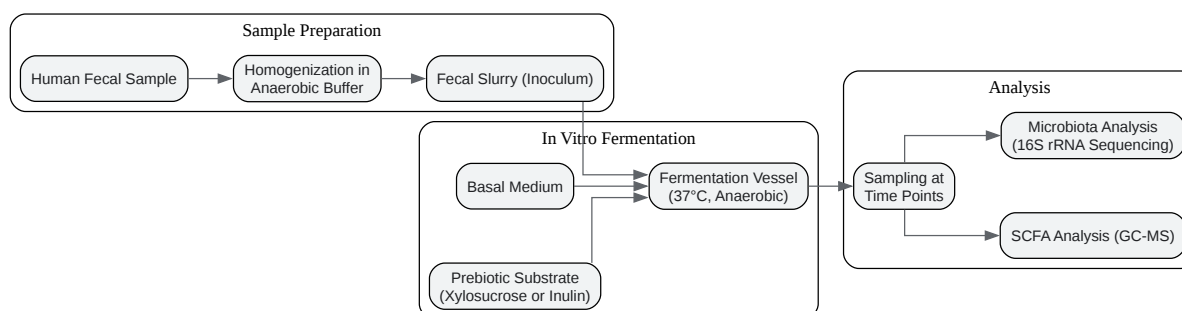 Sample Preparation
Human Fecal Sample
Homogenization in
Anaerobic Buffer
Fecal Slurry (Inoculum)
In Vitro Fermentation
Basal Medium
Fermentation Vessel
(37°C, Anaerobic)
Prebiotic Substrate
(Xylosucrose or Inulin)
Analysis
Sampling at
Time Points
Microbiota Analysis
(16S rRNA Sequencing)
SCFA Analysis (GC-MS)